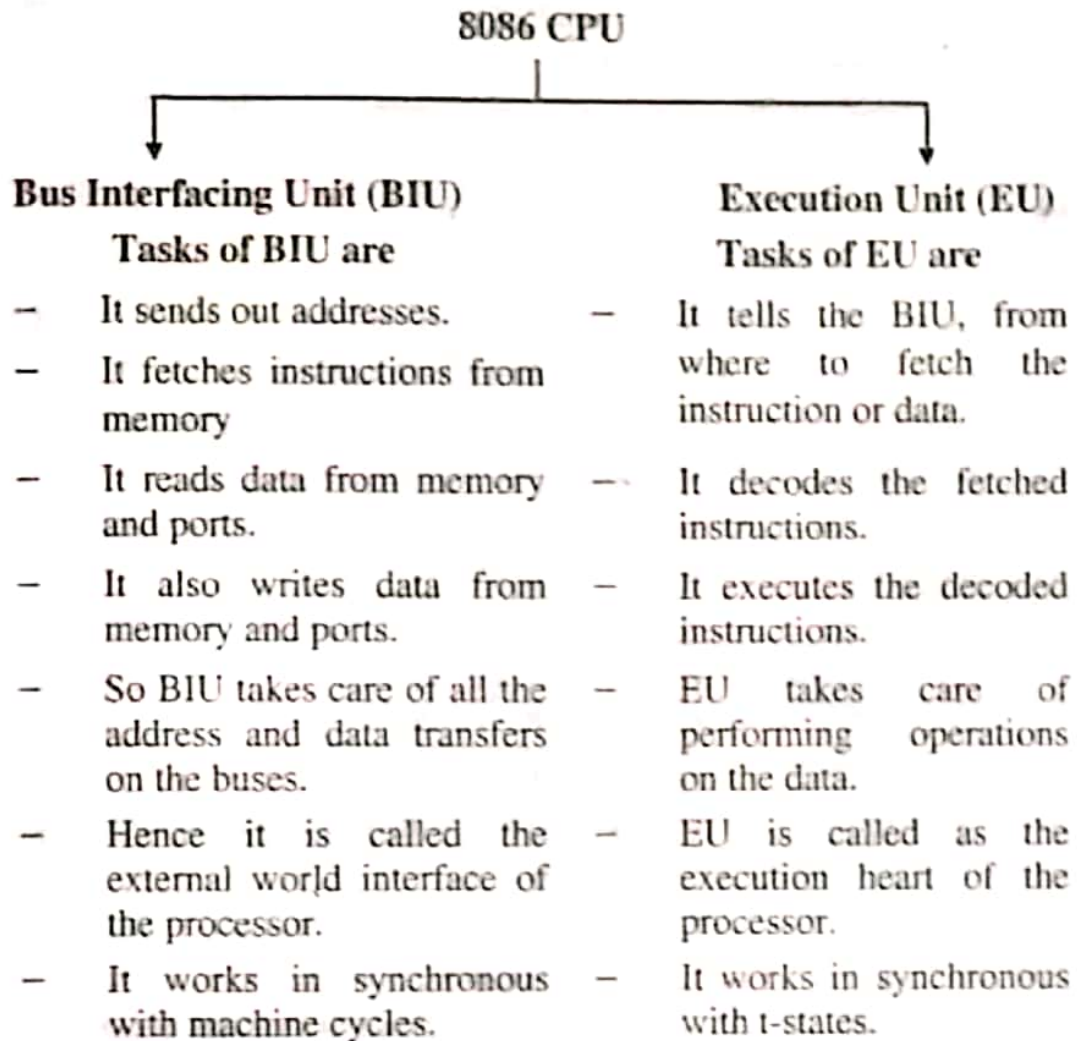 8086 CPU
Bus Interfacing Unit (BIU)
Tasks of BIU are
– It sends out addresses.
– It fetches instructions from
memory
– It reads data from memory
and ports.
– It also writes data from
memory and ports.
– So BIU takes care of all the
address and data transfers
on the buses.
– Hence it is called the
external world interface of
the processor.
– It works in synchronous
with machine cycles.
Execution Unit (EU)
Tasks of EU are
– It tells the BIU, from
where to fetch the
instruction or data.
– It decodes the fetched
instructions.
– It executes the decoded
instructions.
– EU takes care of
performing operations
on the data.
– EU is called as the
execution heart of the
processor.
– It works in synchronous
with t-states.